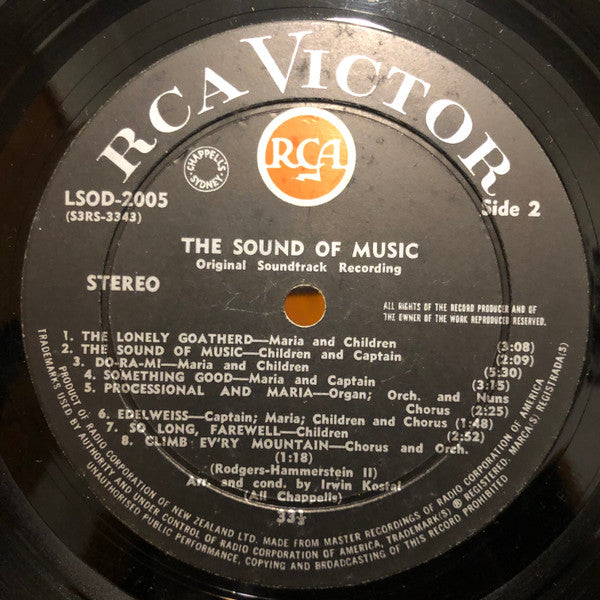 RCA VICTOR
RCA
CHAPPELL'S SYDNEY
LSOD-2005
(S3RS-3343)
Side 2
THE SOUND OF MUSIC
Original Soundtrack Recording
STEREO
ALL RIGHTS OF THE RECORD PRODUCER AND OF
THE OWNER OF THE WORK REPRODUCED RESERVED.
1. THE LONELY GOATHERD—Maria and Children (3:08)
2. THE SOUND OF MUSIC—Children and Captain (2:09)
3. DO-RA-MI—Maria and Children (5:30)
4. SOMETHING GOOD—Maria and Captain (3:15)
5. PROCESSIONAL AND MARIA—Organ; Orch. and Nuns
Chorus (2:25)
6. EDELWEISS—Captain; Maria; Children and Chorus (1:48)
7. SO LONG, FAREWELL—Children (2:52)
8. CLIMB EV'RY MOUNTAIN—Chorus and Orch.
(1:18)
(Rodgers-Hammerstein II)
Arr. and cond. by Irwin Kostal
(All Chappells)
33⅓
PRODUCT OF RADIO CORPORATION OF NEW ZEALAND LTD. MADE FROM MASTER RECORDINGS OF RADIO CORPORATION OF AMERICA
TRADEMARKS USED BY AUTHORITY AND UNDER CONTROL OF RADIO CORPORATION OF AMERICA, TRADEMARK(S) ® REGISTERED. MARCA(S) REGISTRADA(S)
UNAUTHORISED PUBLIC PERFORMANCE, COPYING AND BROADCASTING OF THIS RECORD PROHIBITED